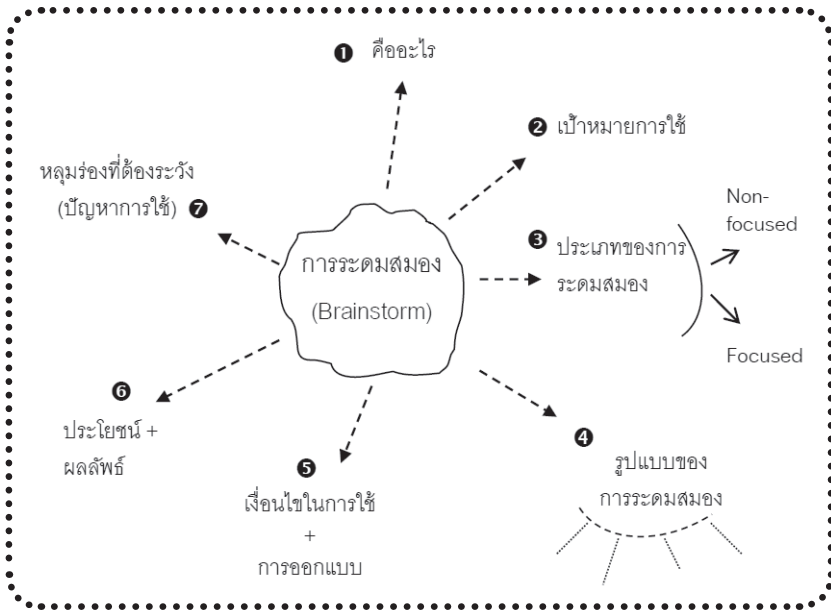 ❶ คืออะไร
❷ เป้าหมายการใช้
หลุมร่องที่ต้องระวัง
(ปัญหาการใช้) ❼
การระดมสมอง
(Brainstorm)
❸ ประเภทของการ
ระดมสมอง
Non-
focused
Focused
❹
รูปแบบของ
การระดมสมอง
❺
เงื่อนไขในการใช้
+
การออกแบบ
❻
ประโยชน์ +
ผลลัพธ์